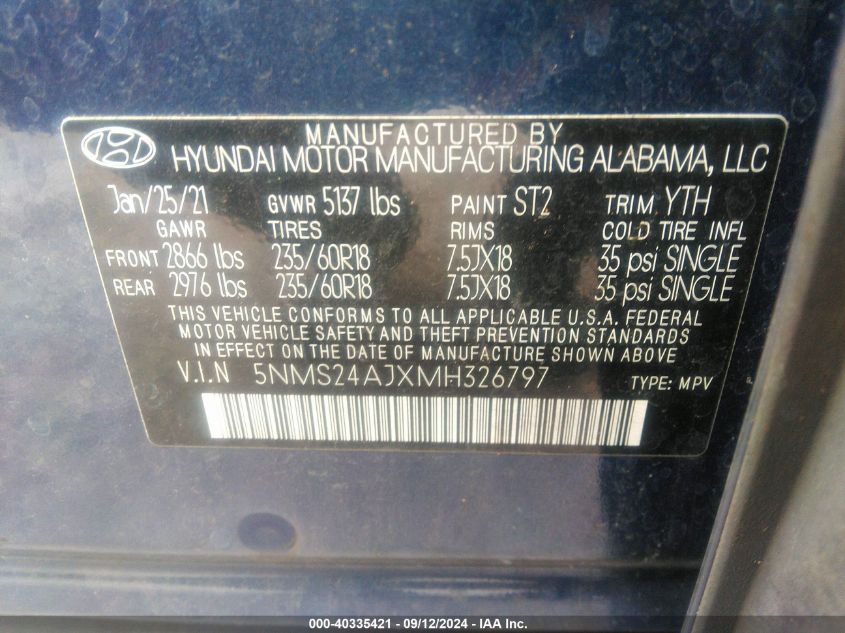 MANUFACTURED BY
HYUNDAI MOTOR MANUFACTURING ALABAMA, LLC
Jan/25/21 GVWR 5137 lbs PAINT ST2 TRIM YTH
GAWR TIRES RIMS COLD TIRE INFL
FRONT 2866 lbs 235/60R18 7.5JX18 35 psi SINGLE
REAR 2976 lbs 235/60R18 7.5JX18 35 psi SINGLE
THIS VEHICLE CONFORMS TO ALL APPLICABLE U.S.A. FEDERAL
MOTOR VEHICLE SAFETY AND THEFT PREVENTION STANDARDS
IN EFFECT ON THE DATE OF MANUFACTURE SHOWN ABOVE.
V.I.N 5NMS24AJXMH326797 TYPE: MPV
000-40335421 - 09/12/2024 - IAA Inc.